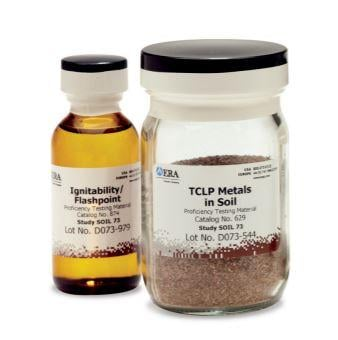 ERA
Ignitability/
Flashpoint
Proficiency Testing Material
Catalog No. 874
Study SOIL 73
Lot No. D073-979
ERA
TCLP Metals
in Soil
Proficiency Testing Material
Catalog No. 629
Study SOIL 73
Lot No. D073-544